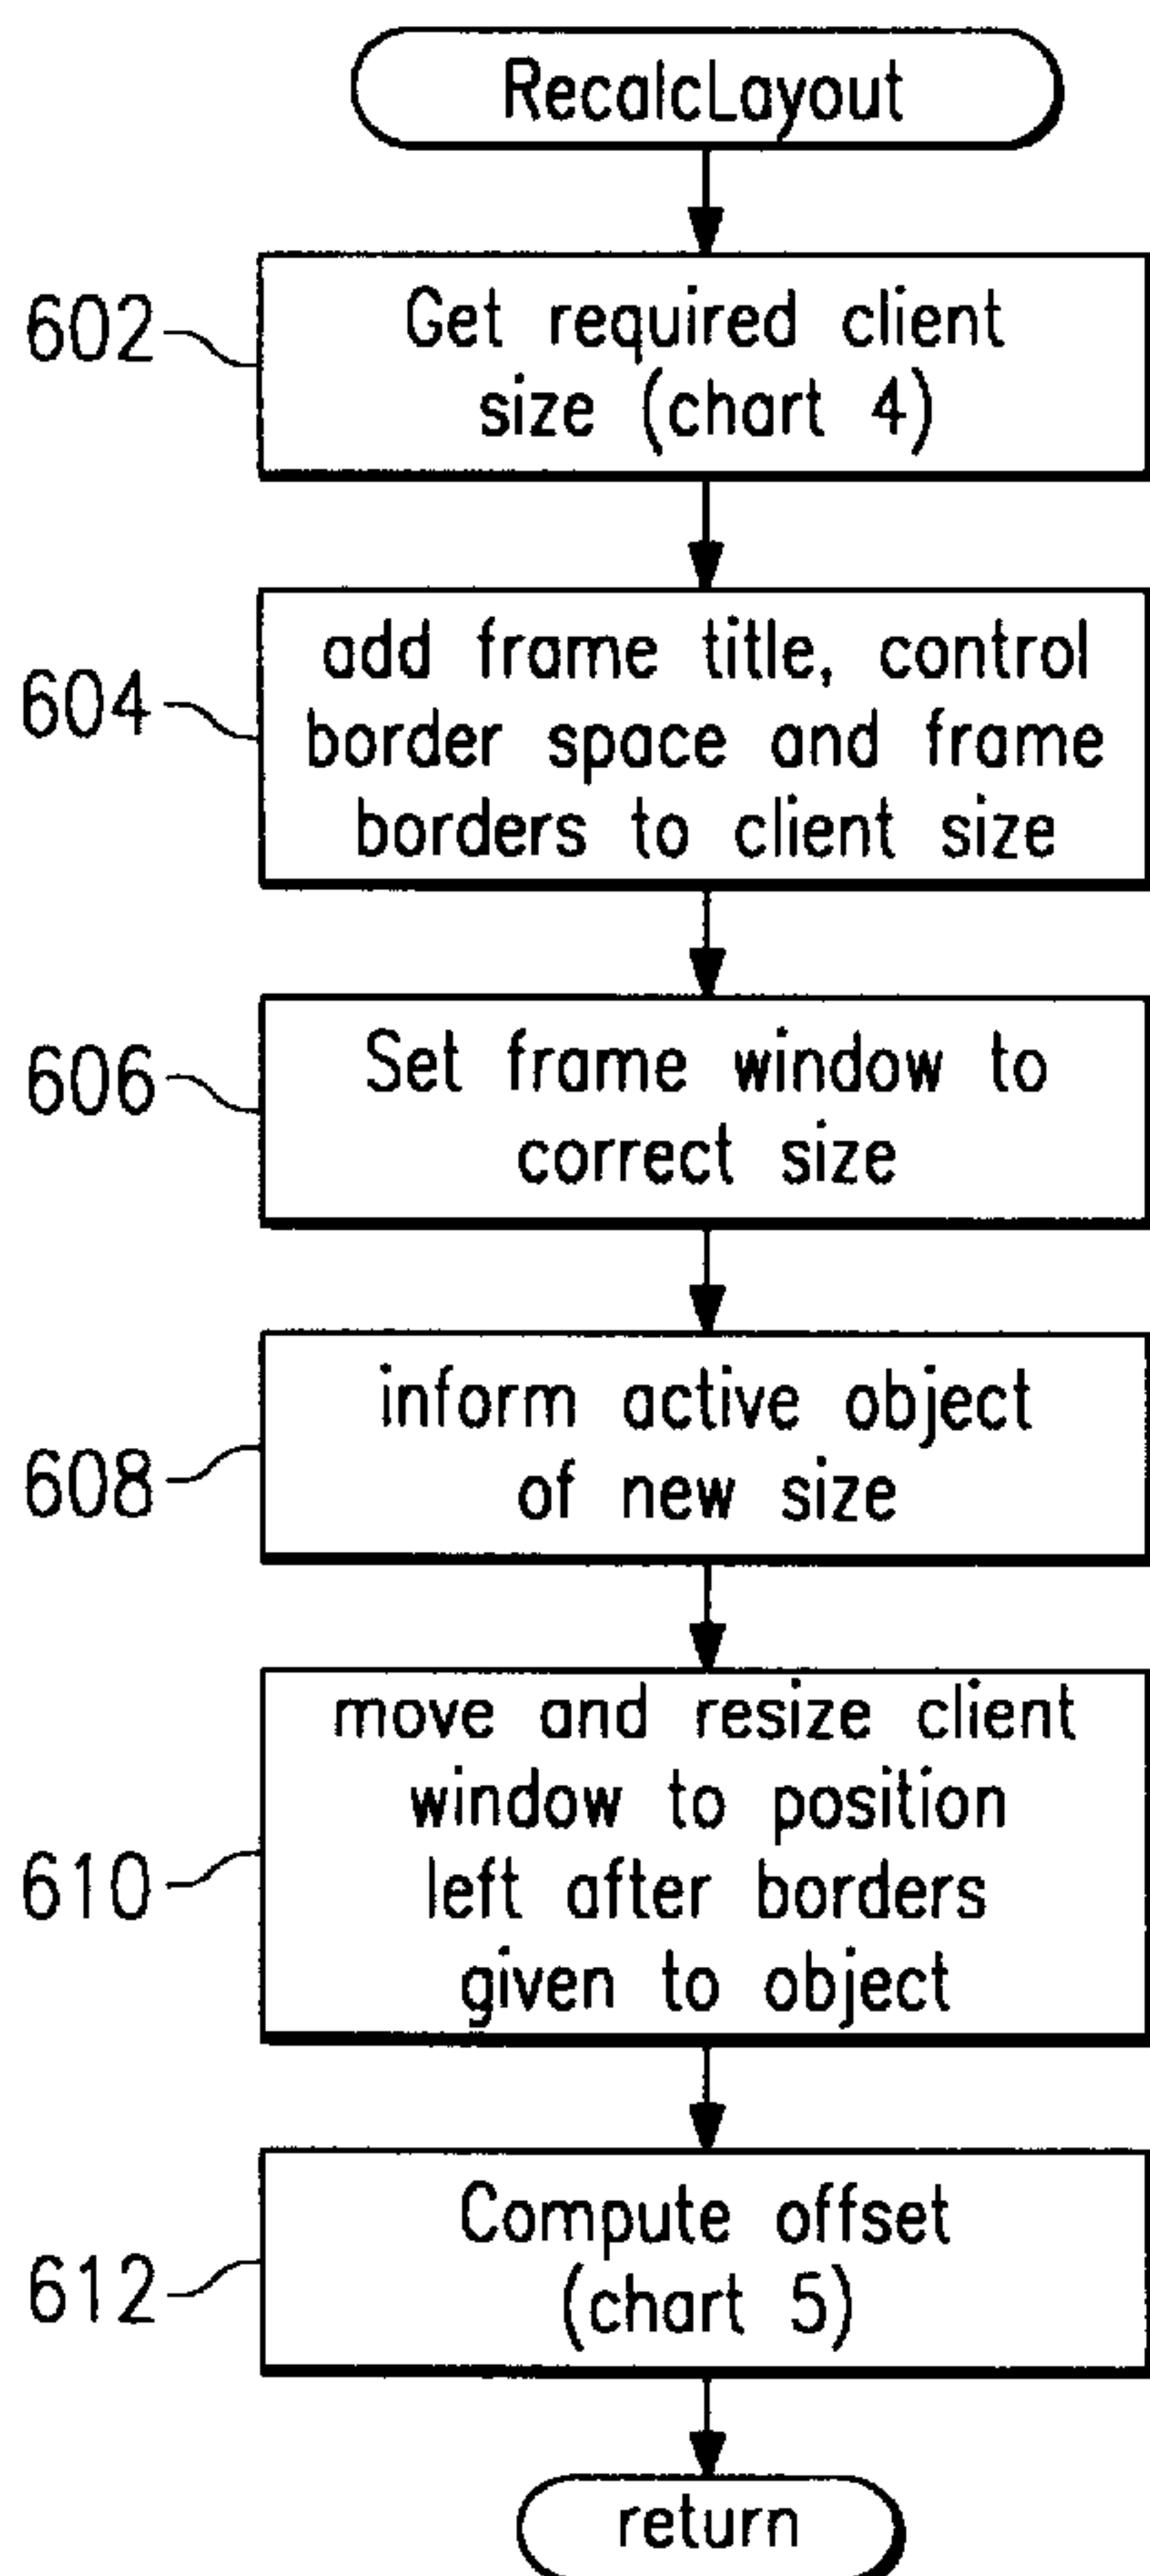 RecalcLayout
602
Get required client
size (chart 4)
604
add frame title, control
border space and frame
borders to client size
606
Set frame window to
correct size
608
inform active object
of new size
610
move and resize client
window to position
left after borders
given to object
612
Compute offset
(chart 5)
return